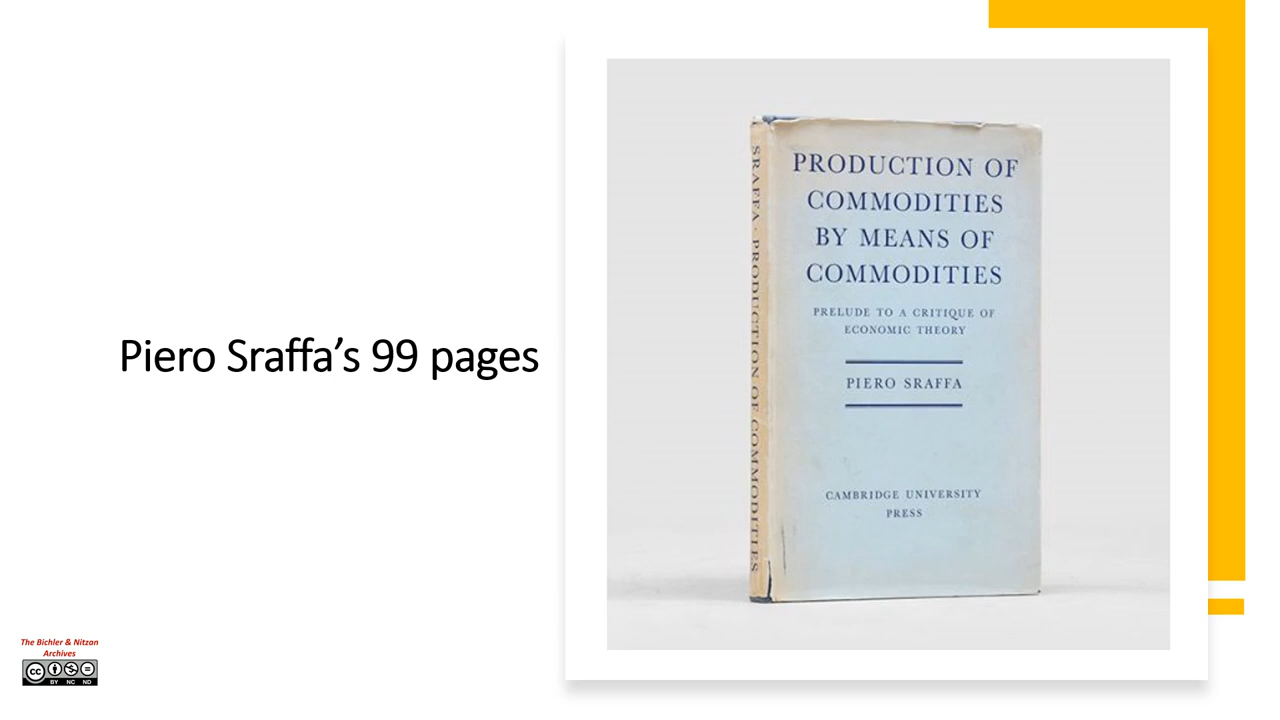 Piero Sraffa’s 99 pages
SRAFFA · PRODUCTION OF COMMODITIES
PRODUCTION OF
COMMODITIES
BY MEANS OF
COMMODITIES
PRELUDE TO A CRITIQUE OF
ECONOMIC THEORY
PIERO SRAFFA
CAMBRIDGE UNIVERSITY
PRESS
The Bichler & Nitzan
Archives
cc
BY NC ND